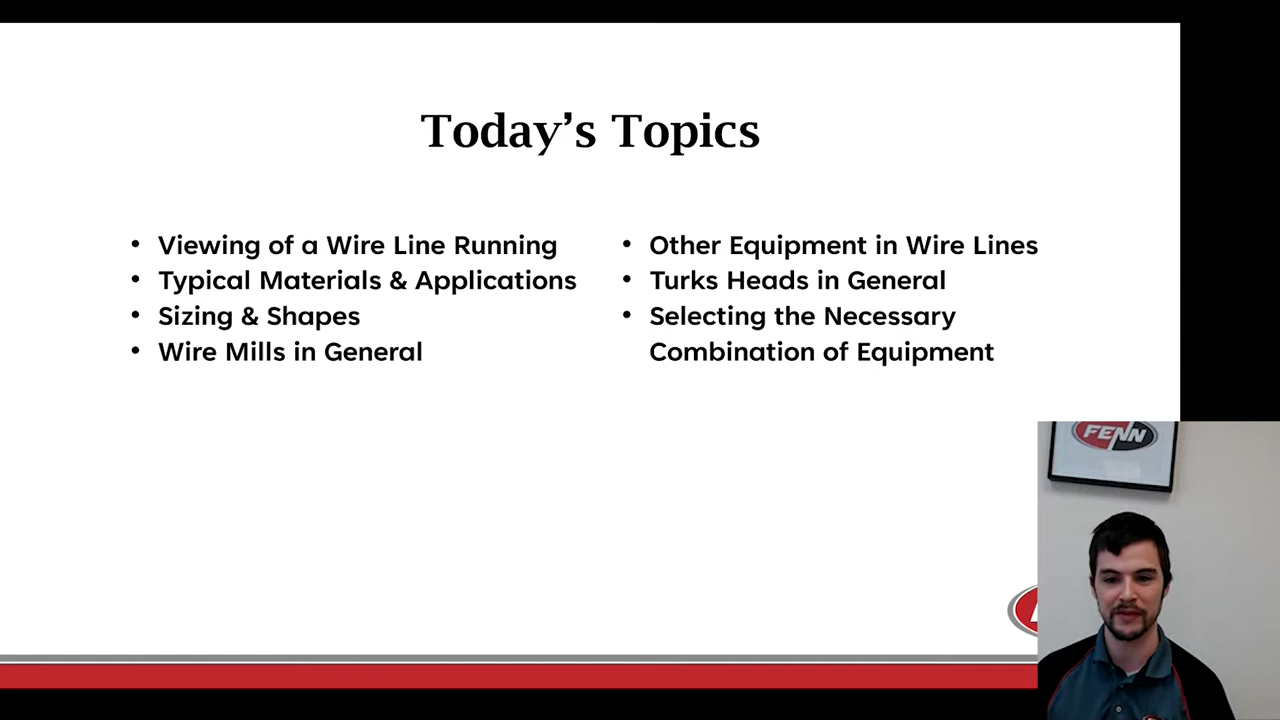 Today's Topics
• Viewing of a Wire Line Running
• Typical Materials & Applications
• Sizing & Shapes
• Wire Mills in General
• Other Equipment in Wire Lines
• Turks Heads in General
• Selecting the Necessary
Combination of Equipment
FENN